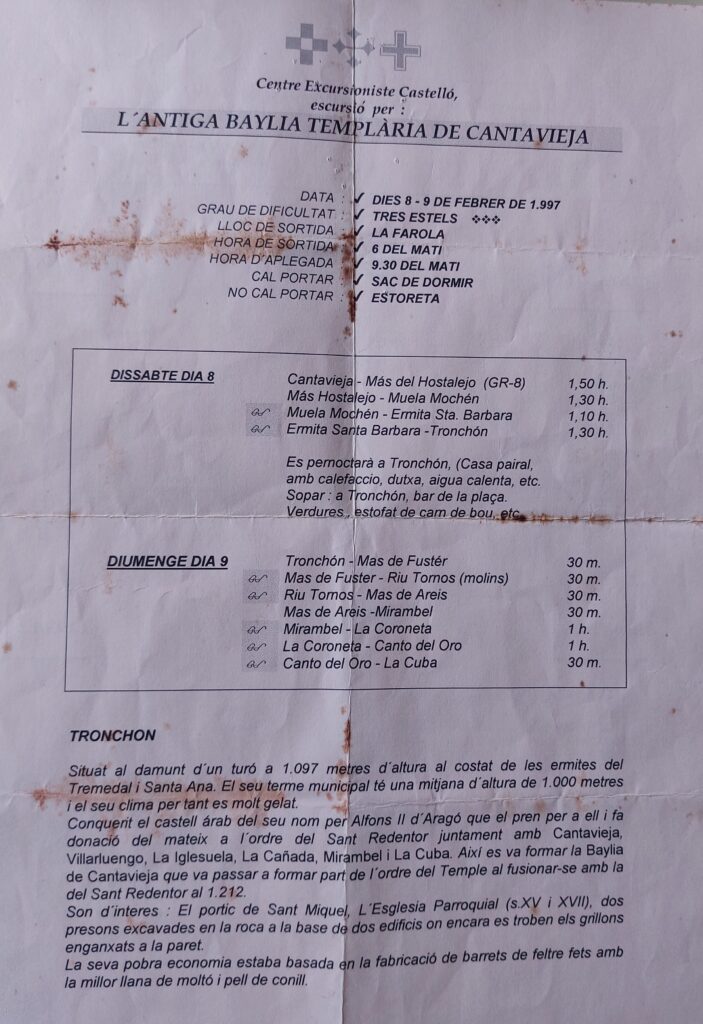 Centre Excursioniste Castelló,
escursió per :
L´ANTIGA BAYLIA TEMPLÀRIA DE CANTAVIEJA
DATA : ✓ DIES 8 - 9 DE FEBRER DE 1.997
GRAU DE DIFICULTAT : ✓ TRES ESTELS ❖❖❖
LLOC DE SORTIDA : ✓ LA FAROLA
HORA DE SORTIDA : ✓ 6 DEL MATI
HORA D´APLEGADA : ✓ 9.30 DEL MATI
CAL PORTAR : ✓ SAC DE DORMIR
NO CAL PORTAR : ✓ ESTORETA
DISSABTE DIA 8 Cantavieja - Más del Hostalejo (GR-8) 1,50 h.
Más Hostalejo - Muela Mochén 1,30 h.
Muela Mochén - Ermita Sta. Barbara 1,10 h.
Ermita Santa Barbara -Tronchón 1,30 h.
Es pernoctarà a Tronchón, (Casa pairal,
amb calefaccio, dutxa, aigua calenta, etc.
Sopar : a Tronchón, bar de la plaça.
Verdures , estofat de carn de bou, etc.
DIUMENGE DIA 9 Tronchón - Mas de Fustér 30 m.
Mas de Fuster - Riu Tornos (molins) 30 m.
Riu Tornos - Mas de Areis 30 m.
Mas de Areis -Mirambel 30 m.
Mirambel - La Coroneta 1 h.
La Coroneta - Canto del Oro 1 h.
Canto del Oro - La Cuba 30 m.
TRONCHON
Situat al damunt d´un turó a 1.097 metres d´altura al costat de les ermites del
Tremedal i Santa Ana. El seu terme municipal té una mitjana d´altura de 1.000 metres
i el seu clima per tant es molt gelat.
Conquerit el castell árab del seu nom per Alfons II d´Aragó que el pren per a ell i fa
donació del mateix a l´ordre del Sant Redentor juntament amb Cantavieja,
Villarluengo, La Iglesuela, La Cañada, Mirambel i La Cuba. Així es va formar la Baylia
de Cantavieja que va passar a formar part de l´ordre del Temple al fusionar-se amb la
del Sant Redentor al 1.212.
Son d´interes : El portic de Sant Miquel, L´Esglesia Parroquial (s.XV i XVII), dos
presons excavades en la roca a la base de dos edificis on encara es troben els grillons
enganxats a la paret.
La seva pobra economia estaba basada en la fabricació de barrets de feltre fets amb
la millor llana de moltó i pell de conill.